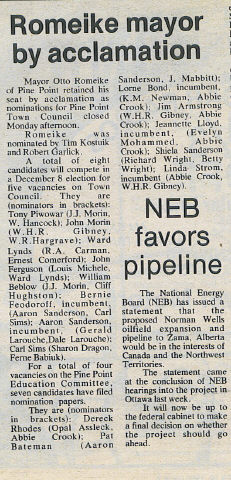 Romeike mayor
by acclamation
Mayor Otto Romeike
of Pine Point retained his
seat by acclamation as
nominations for Pine Point
Town Council closed
Monday afternoon.
Romeike was
nominated by Tim Kostuik
and Robert Garlick.
A total of eight
candidates will compete in
a December 8 election for
five vacancies on Town
Council. They are
(nominators in brackets):
Tony Piwowar (J.J. Morin,
W. Hancock); John Morin
(W.H.R. Gibney,
W.R.Hargrave); Ward
Lynds (R.A. Carman,
Ernest Comerford); John
Ferguson (Louis Michele,
Ward Lynds); William
Beblow (J.J. Morin, Cliff
Hughston); Bernie
Feodoroff, incumbent,
(Aaron Sanderson, Carl
Sims); Aaron Sanderson,
incumbent, (Gerald
Larouche,Dale Larouche);
Carl Sims (Sharon Dragon,
Ferne Babiuk).
For a total of four
vacancies on the Pine Point
Education Committee,
seven candidates have filed
nomination papers.
They are (nominators
in brackets): Dereck
Rhodes (Opal Assleck,
Abbie Crook); Pat
Bateman (Aaron
Sanderson, J. Mabbitt);
Lorne Bond, incumbent,
(K.M. Newman, Abbie
Crook); Jim Armstrong
(W.H.R. Gibney, Abbie
Crook); Jeannette Lloyd,
incumbent, (Evelyn
Mohammed, Abbie
Crook); Shiela Sanderson
(Richard Wright, Betty
Wright); Linda Strom,
incumbent (Abbie Crook,
W.H.R. Gibney).
NEB
favors
pipeline
The National Energy
Board (NEB) has issued a
statement that the
proposed Norman Wells
oilfield expansion and
pipeline to Zama, Alberta
would be in the interests of
Canada and the Northwest
Territories.
The statement came
at the conclusion of NEB
hearings into the project in
Ottawa last week.
It will now be up to
the federal cabinet to make
a final decision on whether
the project should go
ahead.